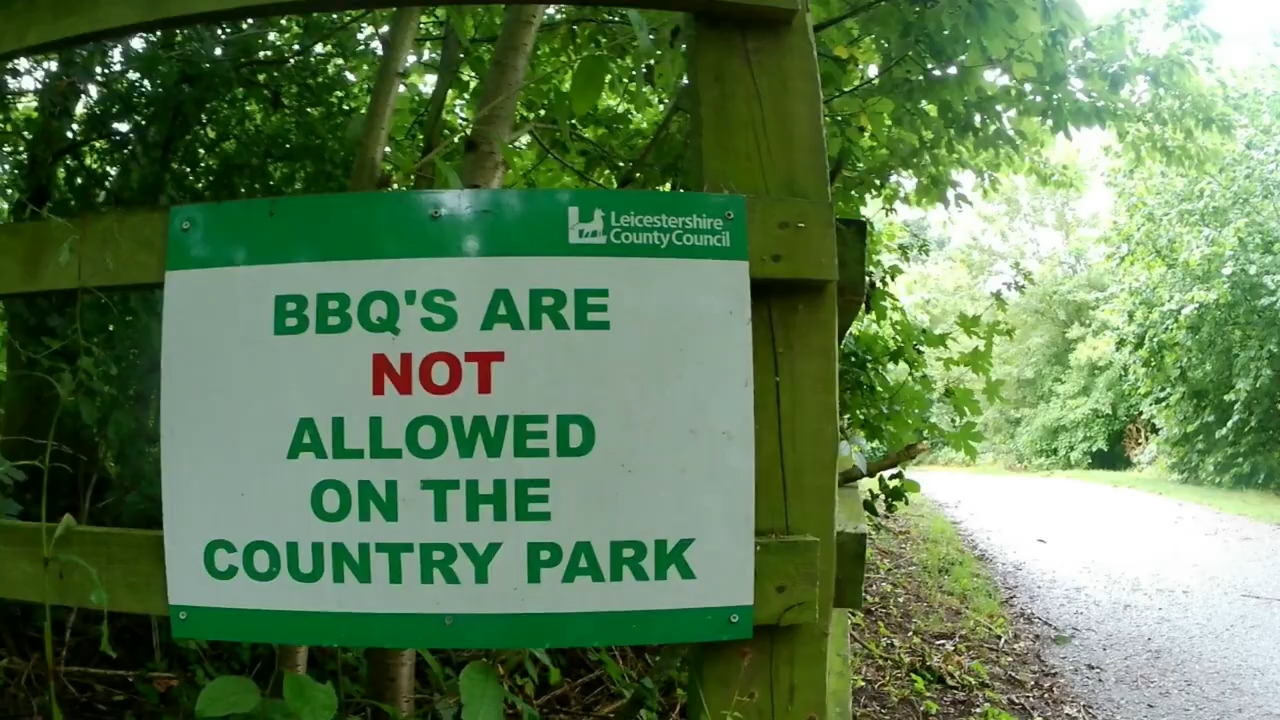 Leicestershire
County Council
BBQ'S ARE
NOT
ALLOWED
ON THE
COUNTRY PARK